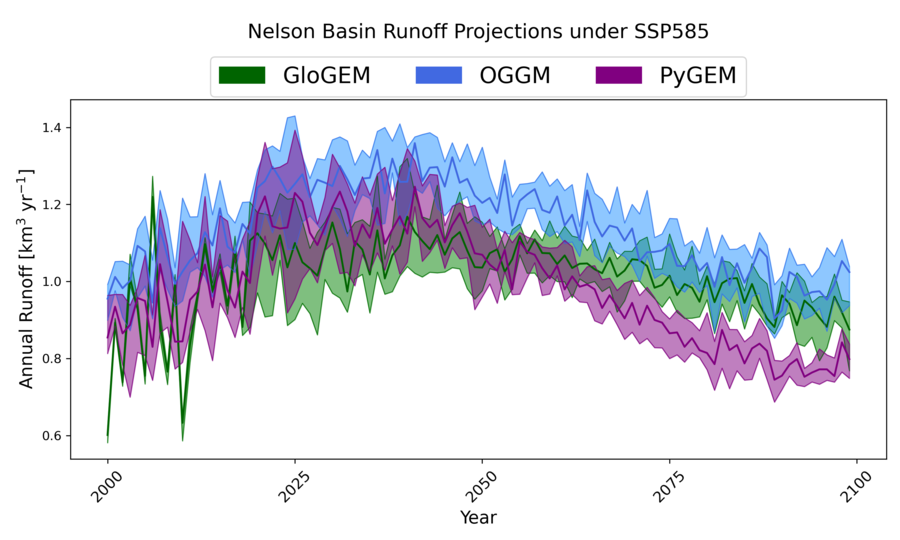 Nelson Basin Runoff Projections under SSP585
GloGEM OGGM PyGEM
Annual Runoff [km³ yr⁻¹]
1.4
1.2
1.0
0.8
0.6
2000 2025 2050 2075 2100
Year